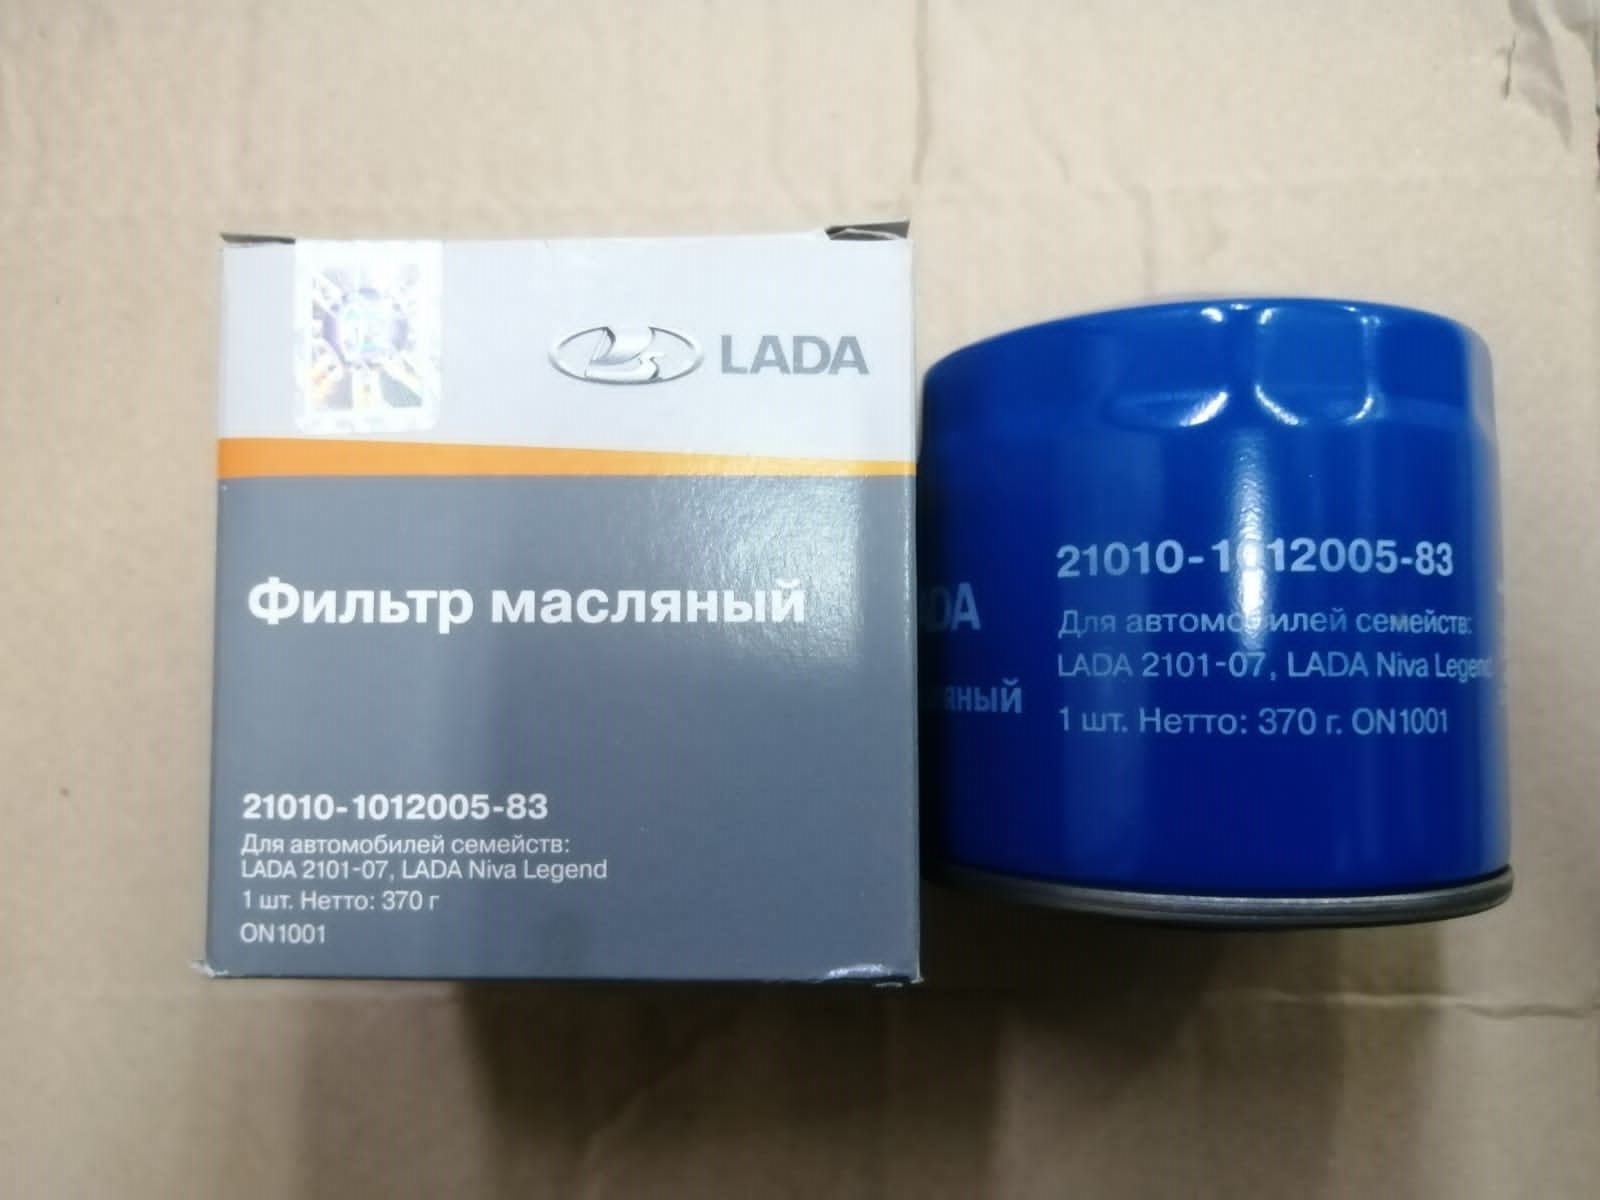 LADA
Фильтр масляный
21010-1012005-83
Для автомобилей семейств:
LADA 2101-07, LADA Niva Legend
1 шт. Нетто: 370 г
ON1001
21010-1012005-83
Для автомобилей семейств:
LADA 2101-07, LADA Niva Legend
1 шт. Нетто: 370 г. ON1001